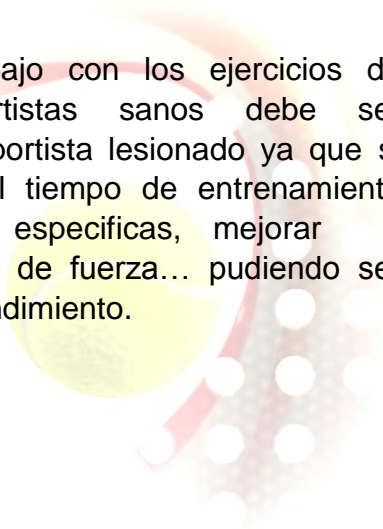 ajo con los ejercicios d
rtistas sanos debe se
portista lesionado ya que s
l tiempo de entrenamient
especificas, mejorar
de fuerza… pudiendo se
ndimiento.